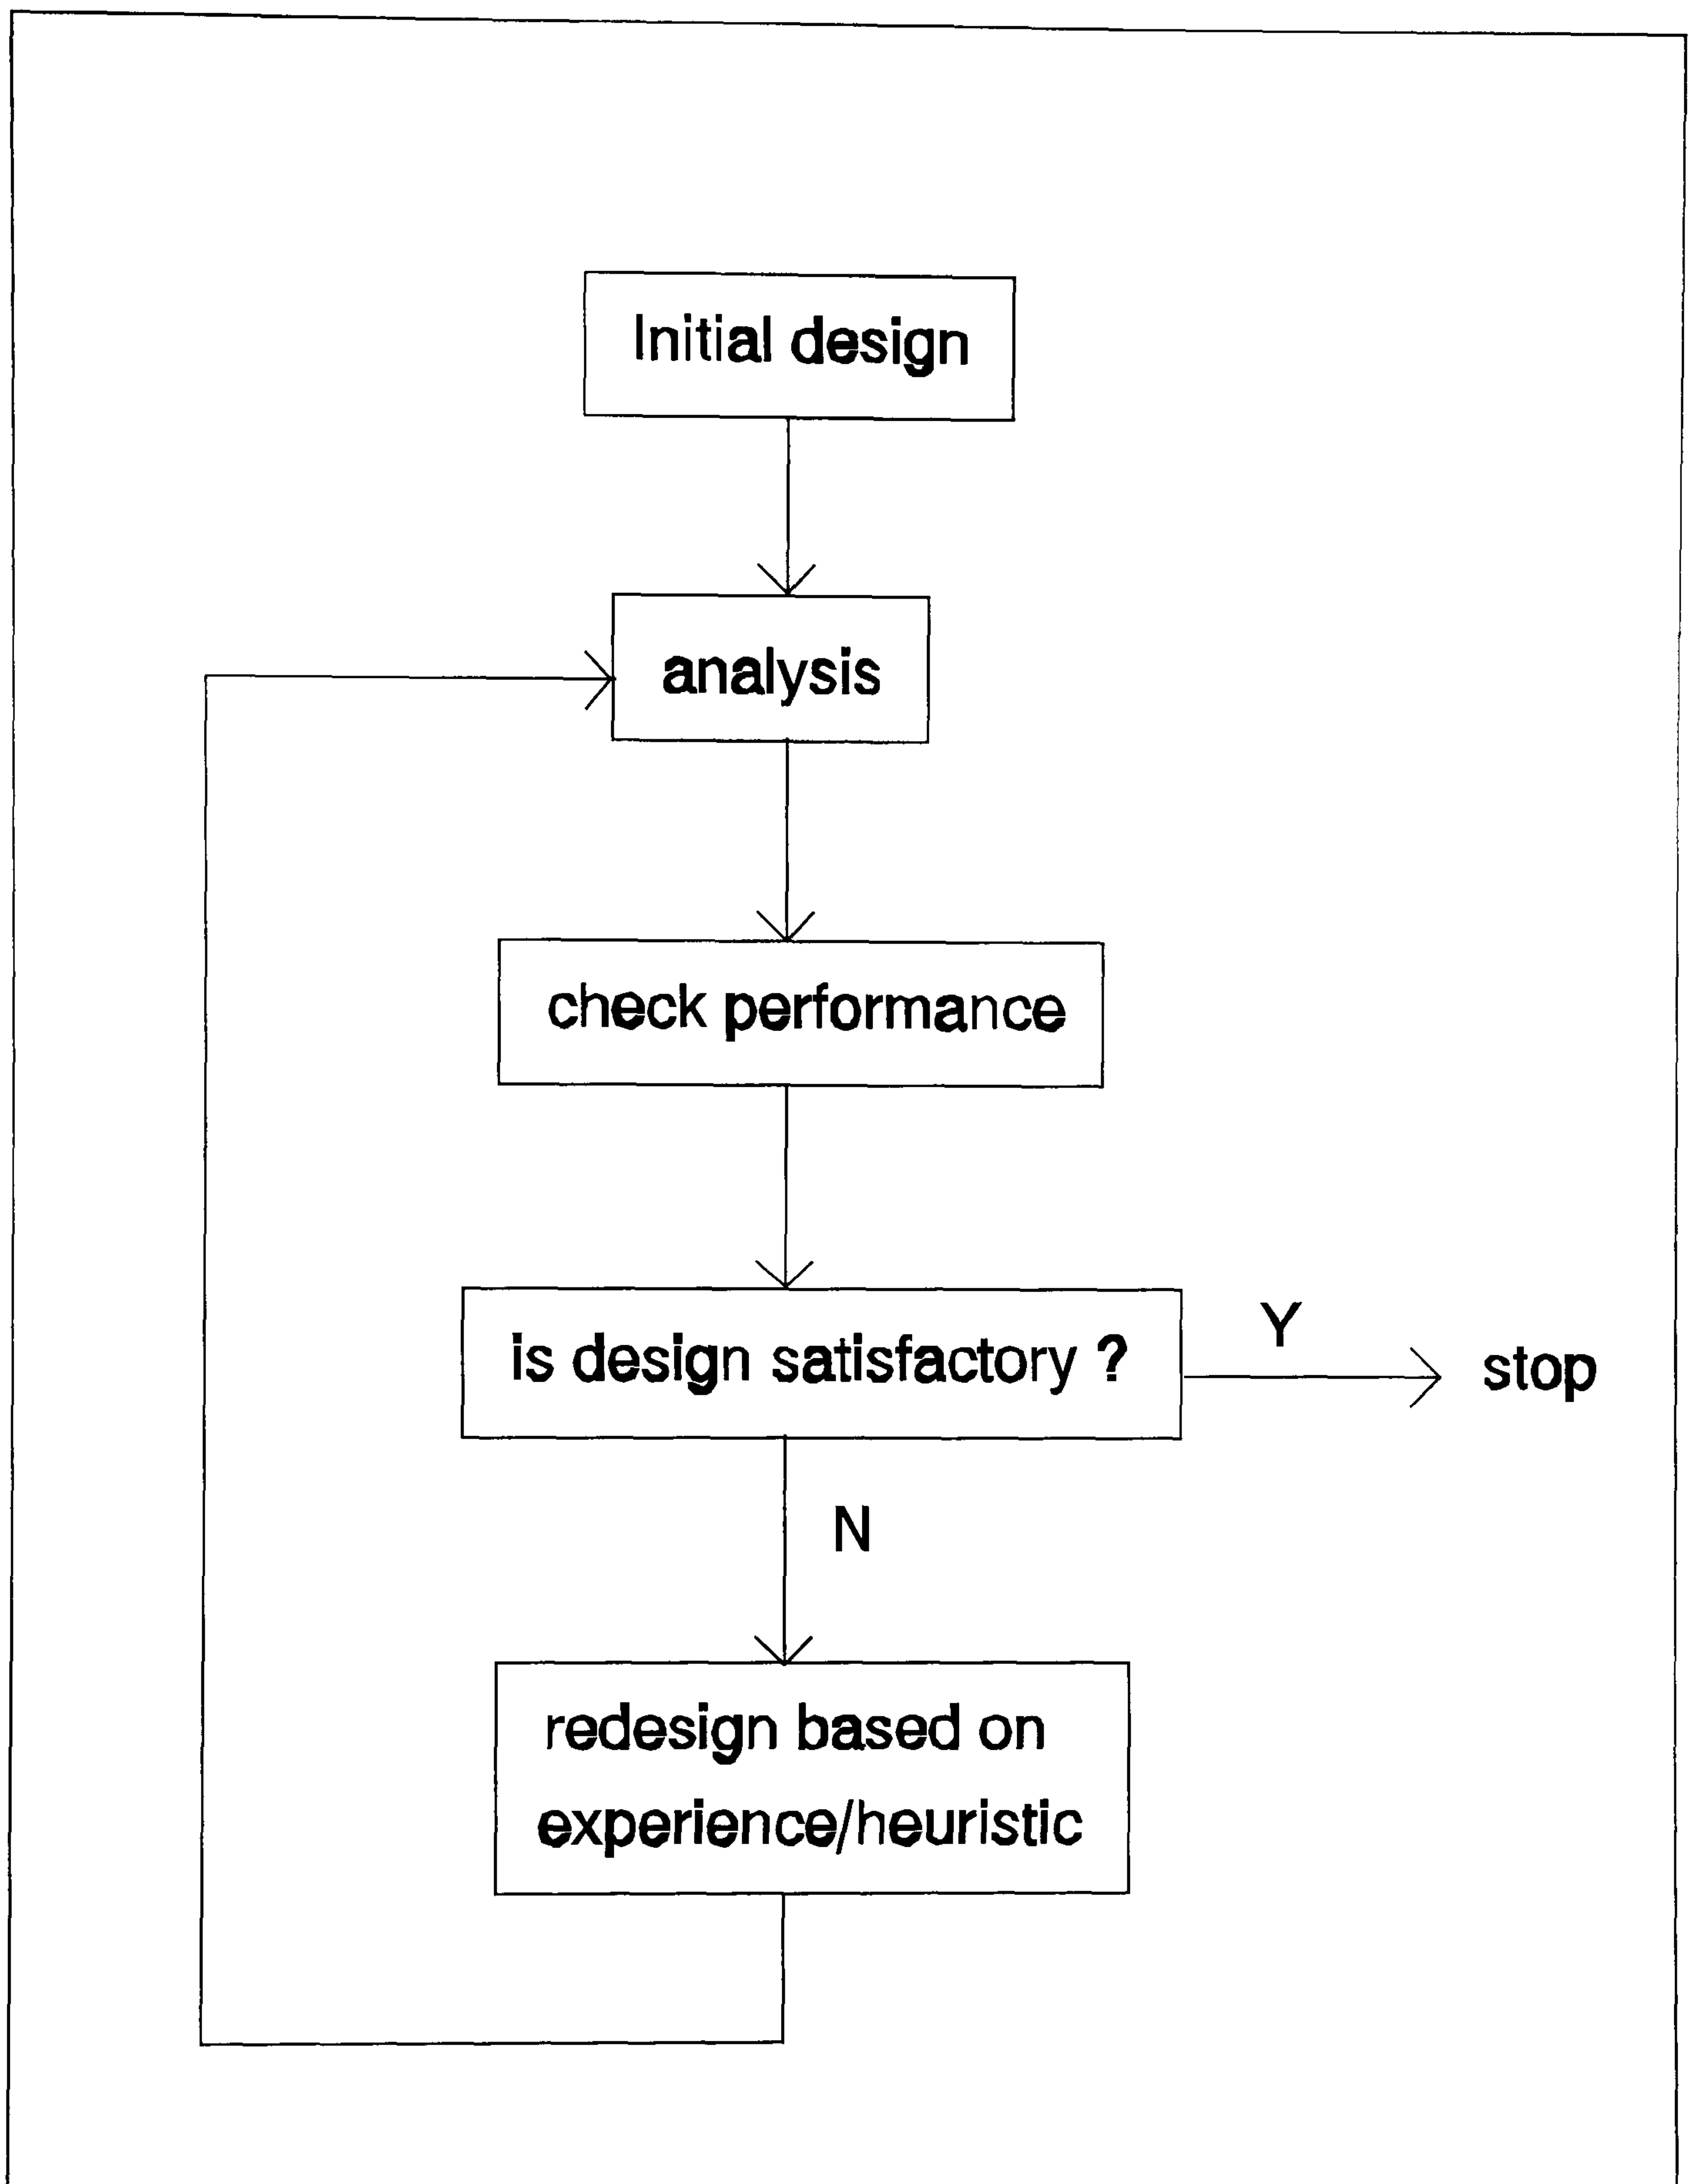 Initial design
analysis
check performance
is design satisfactory ?
Y
stop
N
redesign based on
experience/heuristic